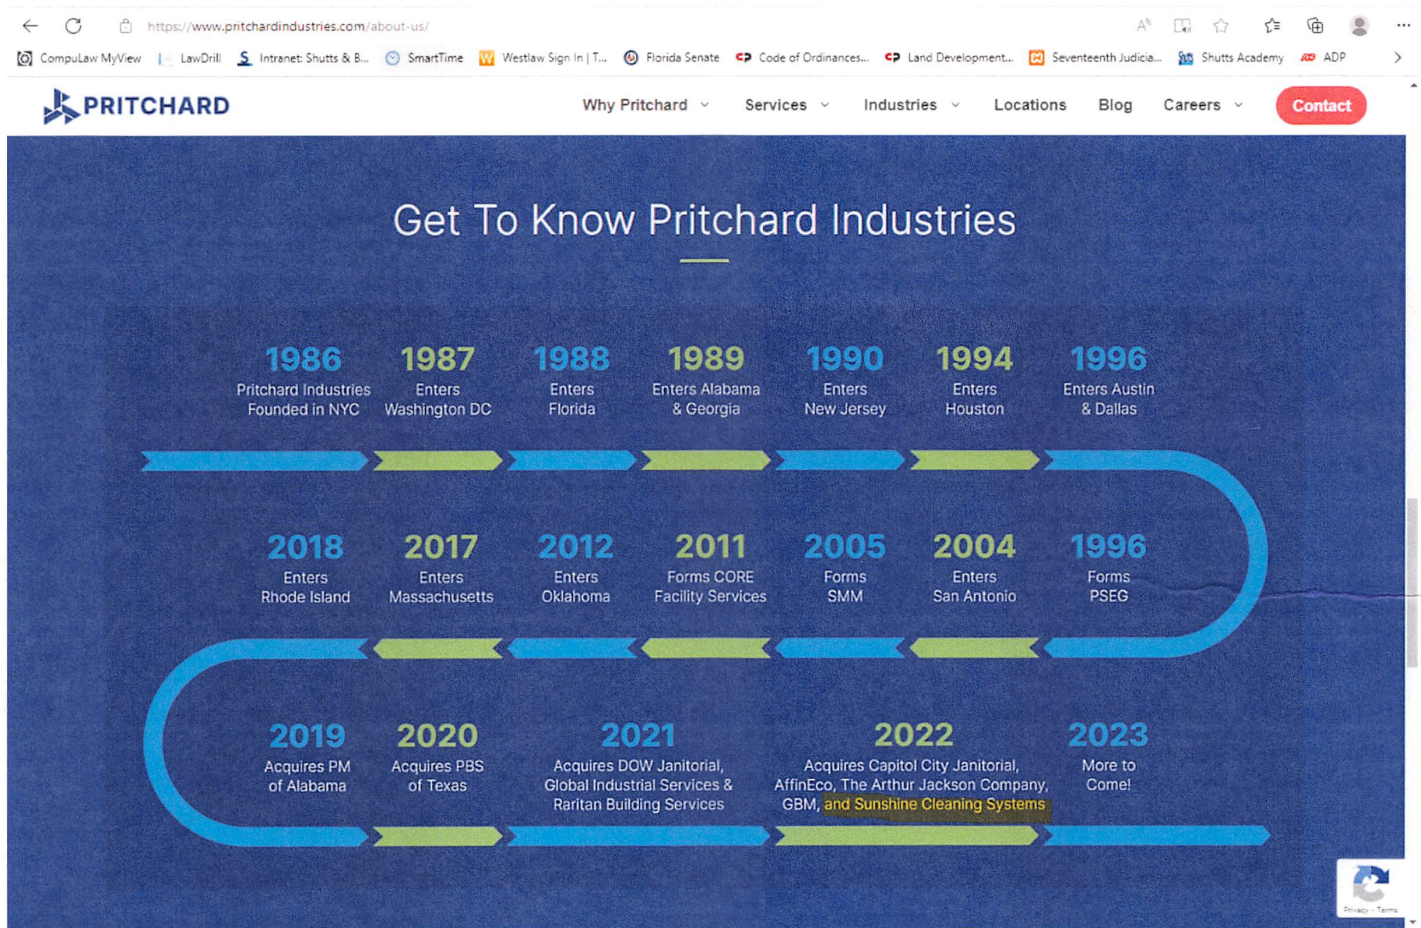 https://www.pritchardindustries.com/about-us/
CompuLaw MyView LawDrill Intranet: Shutts & B... SmartTime Westlaw Sign In | T... Florida Senate Code of Ordinances... Land Development... Seventeenth Judicia... Shutts Academy ADP
PRITCHARD Why Pritchard Services Industries Locations Blog Careers Contact
Get To Know Pritchard Industries
1986 1987 1988 1989 1990 1994 1996
Pritchard Industries Enters Enters Enters Alabama Enters Enters Enters Austin
Founded in NYC Washington DC Florida & Georgia New Jersey Houston & Dallas
2018 2017 2012 2011 2005 2004 1996
Enters Enters Enters Forms CORE Forms Enters Forms
Rhode Island Massachusetts Oklahoma Facility Services SMM San Antonio PSEG
2019 2020 2021 2022 2023
Acquires PM Acquires PBS Acquires DOW Janitorial, Acquires Capitol City Janitorial, More to
of Alabama of Texas Global Industrial Services & AffinEco, The Arthur Jackson Company, Come!
Raritan Building Services GBM, and Sunshine Cleaning Systems
Privacy - Terms